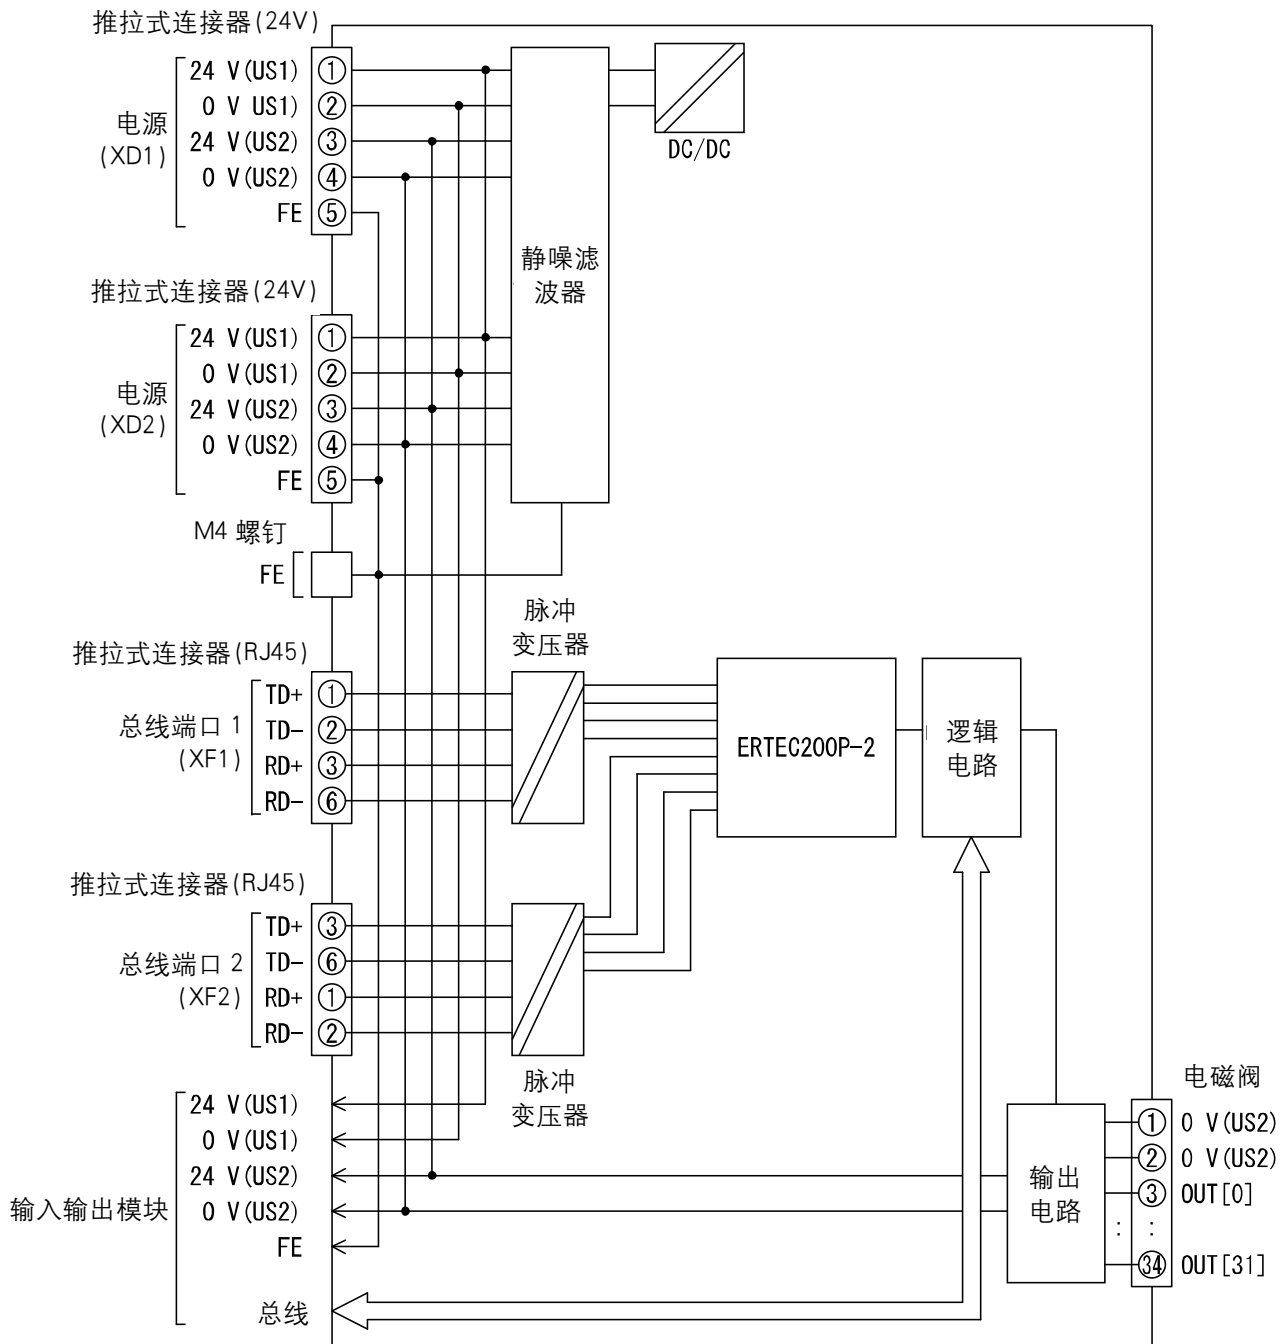 推拉式连接器(24V)
24 V(US1) ①
0 V US1) ②
24 V(US2) ③
0 V(US2) ④
FE ⑤
电源
(XD1)
DC/DC
静噪滤
波器
推拉式连接器(24V)
24 V(US1) ①
0 V(US1) ②
24 V(US2) ③
0 V(US2) ④
FE ⑤
电源
(XD2)
M4 螺钉
FE
脉冲
变压器
推拉式连接器(RJ45)
TD+ ①
TD- ②
RD+ ③
RD- ⑥
总线端口 1
(XF1)
ERTEC200P-2
逻辑
电路
推拉式连接器(RJ45)
TD+ ③
TD- ⑥
RD+ ①
RD- ②
总线端口 2
(XF2)
脉冲
变压器
24 V(US1)
0 V(US1)
24 V(US2)
0 V(US2)
FE
总线
输入输出模块
输出
电路
电磁阀
① 0 V(US2)
② 0 V(US2)
③ OUT[0]
: :
㉞ OUT[31]